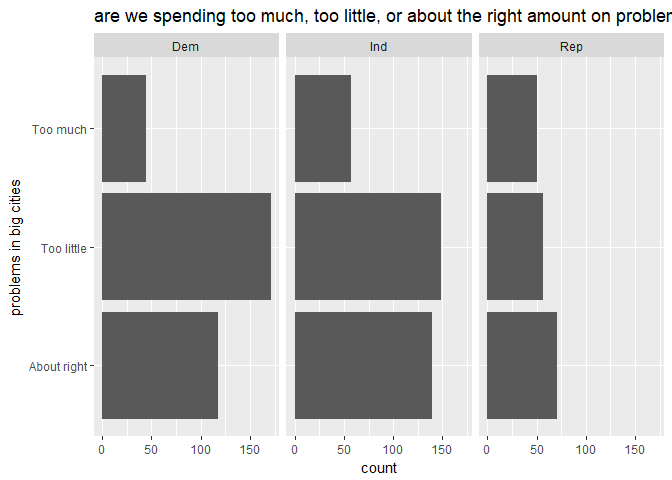 are we spending too much, too little, or about the right amount on
Dem Ind Rep
problems in big cities
Too much
Too little
About right
0 50 100 150 0 50 100 150 0 50 100 150
count